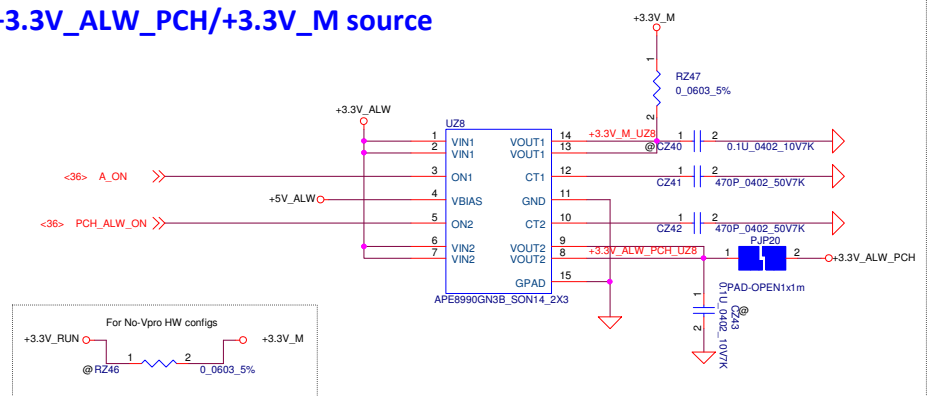 +3.3V_ALW_PCH/+3.3V_M source
+3.3V_M
1
RZ47
0_0603_5%
2
+3.3V_ALW
UZ8
1 VIN1 VOUT1 14 +3.3V_M_UZ8
2 VIN1 VOUT1 13
@CZ40 1 2 0.1U_0402_10V7K
<36> A_ON 3 ON1 CT1 12
CZ41 1 2 470P_0402_50V7K
+5V_ALW 4 VBIAS GND 11
<36> PCH_ALW_ON 5 ON2 CT2 10
CZ42 1 2 470P_0402_50V7K
6 VIN2 VOUT2 9
7 VIN2 VOUT2 8 +3.3V_ALW_PCH_UZ8
PJP20
1 2 +3.3V_ALW_PCH
PAD-OPEN1x1m
GPAD 15
APE8990GN3B_SON14_2X3
1
2
CZ43
@
0.1U_0402_10V7K
For No-Vpro HW configs
+3.3V_RUN +3.3V_M
1 2
@RZ46 0_0603_5%